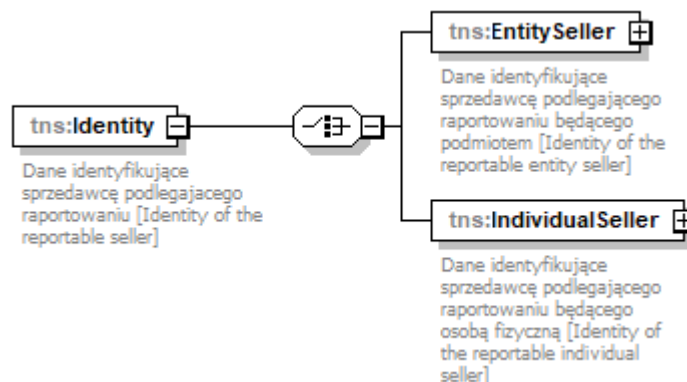 tns:EntitySeller
Dane identyfikujące
sprzedawcę podlegającego
raportowaniu będącego
podmiotem [Identity of the
reportable entity seller]
tns:Identity
Dane identyfikujące
sprzedawcę podlegajacego
raportowaniu [Identity of the
reportable seller]
tns:IndividualSeller
Dane identyfikujące
sprzedawcę podlegającego
raportowaniu będącego
osobą fizyczną [Identity of
the reportable individual
seller]